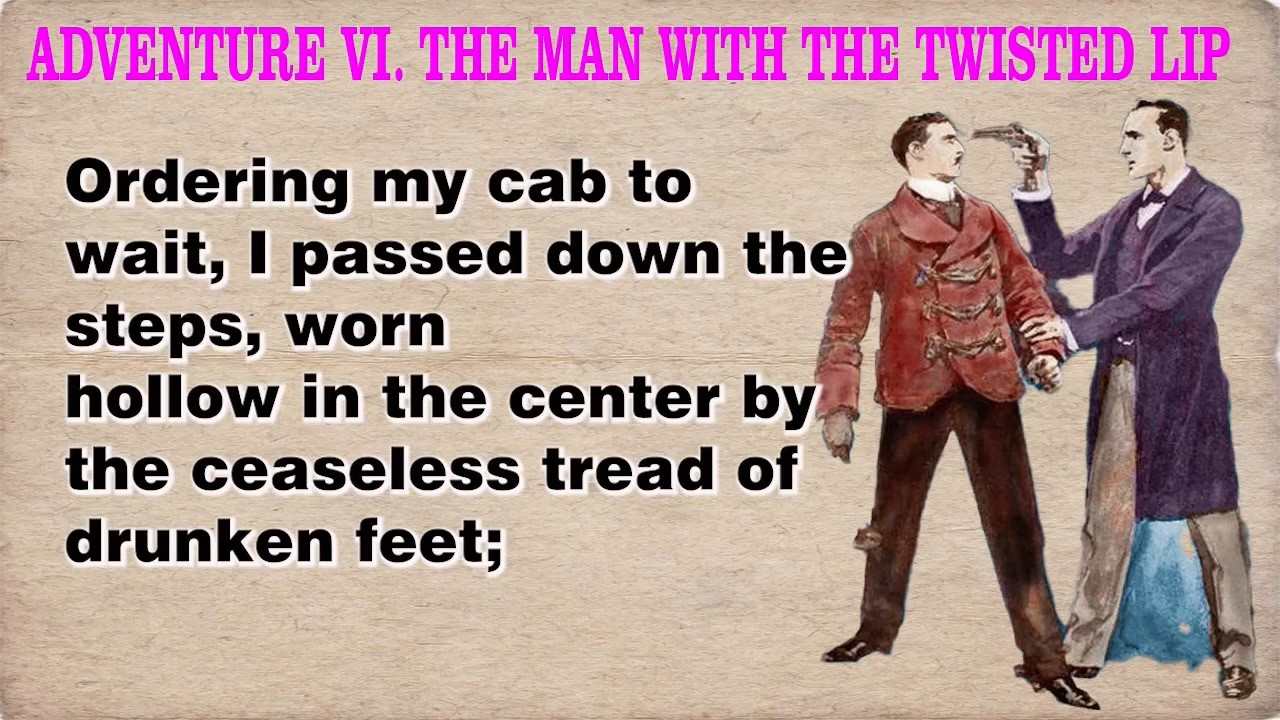 ADVENTURE VI. THE MAN WITH THE TWISTED LIP
Ordering my cab to
wait, I passed down the
steps, worn
hollow in the center by
the ceaseless tread of
drunken feet;